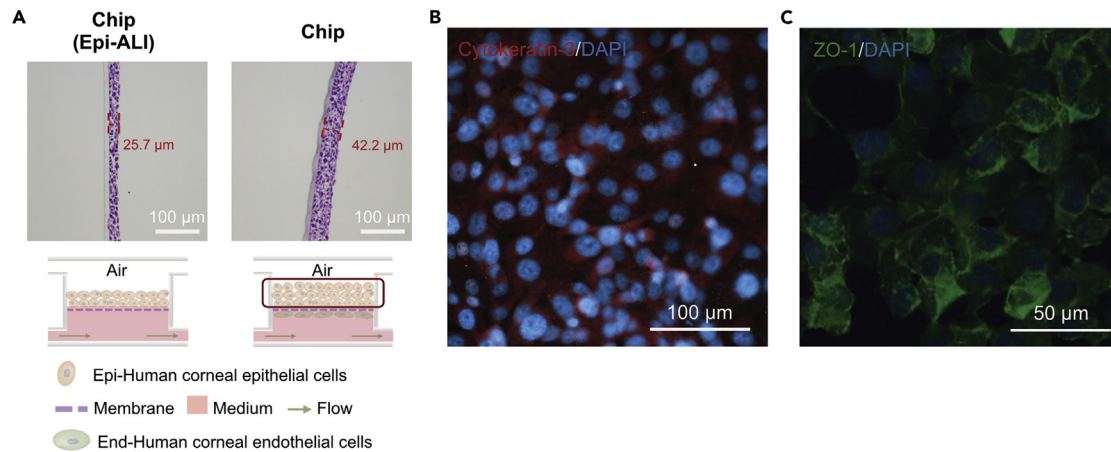 A
Chip
(Epi-ALI)
Chip
25.7 µm
42.2 µm
100 µm
100 µm
Air
Air
Epi-Human corneal epithelial cells
Membrane
Medium
Flow
End-Human corneal endothelial cells
B
Cytokeratin-3/DAPI
100 µm
C
ZO-1/DAPI
50 µm